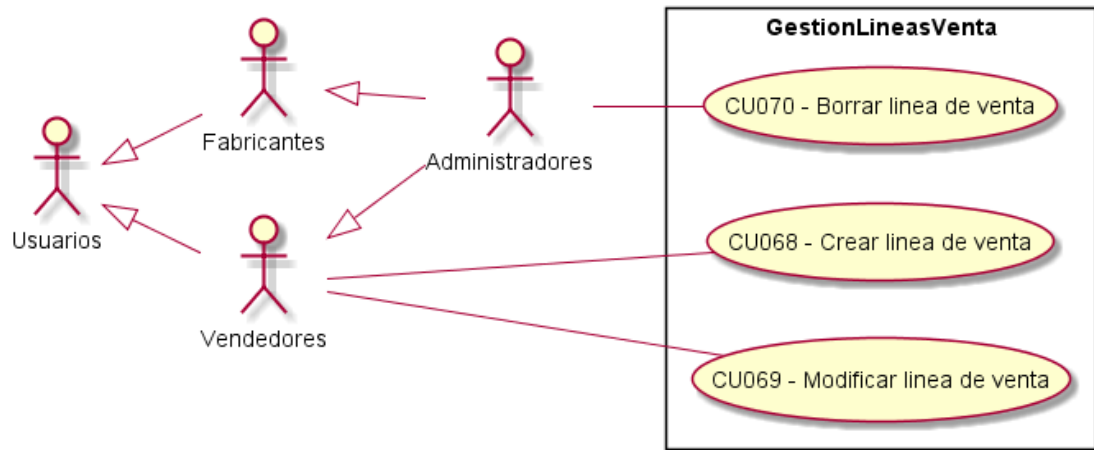 GestionLineasVenta
CU070 - Borrar linea de venta
Fabricantes
Administradores
Usuarios
CU068 - Crear linea de venta
Vendedores
CU069 - Modificar linea de venta